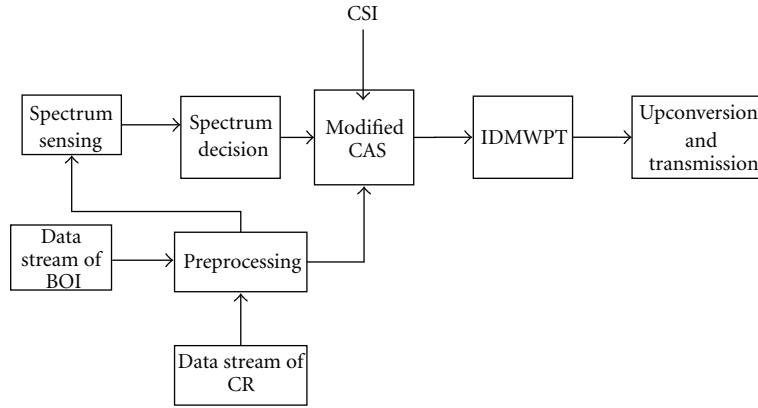 CSI
Spectrum
sensing
Spectrum
decision
Modified
CAS
IDMWPT
Upconversion
and
transmission
Data
stream of
BOI
Preprocessing
Data stream of
CR